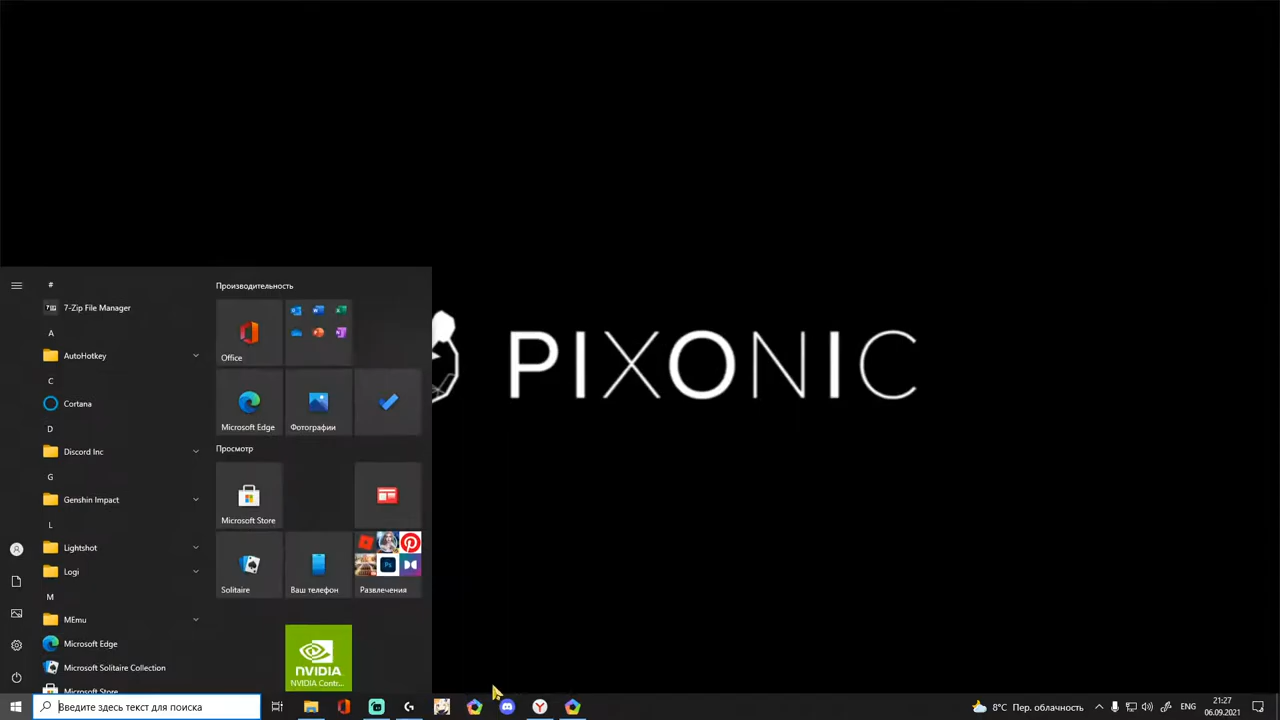 #
7-Zip File Manager
A
AutoHotkey
C
Cortana
D
Discord Inc
G
Genshin Impact
L
Lightshot
Logi
M
MEmu
Microsoft Edge
Microsoft Solitaire Collection
Microsoft Store
Производительность
Office
Microsoft Edge
Фотографии
Просмотр
Microsoft Store
Solitaire
Ваш телефон
Ps
Развлечения
NVIDIA
NVIDIA Contr...
PIXONIC
Введите здесь текст для поиска
8°C Пер. облачность
ENG
21:27
06.09.2021